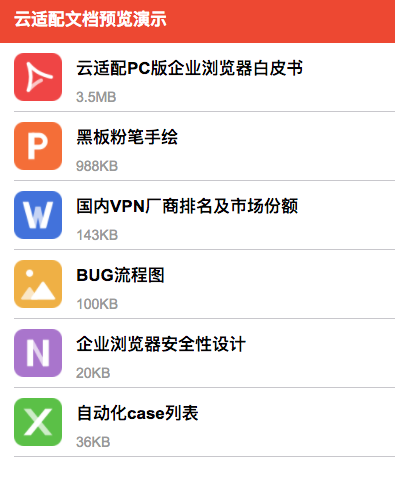 云适配文档预览演示
云适配PC版企业浏览器白皮书
3.5MB
P
黑板粉笔手绘
988KB
W
国内VPN厂商排名及市场份额
143KB
BUG流程图
100KB
N
企业浏览器安全性设计
20KB
X
自动化case列表
36KB